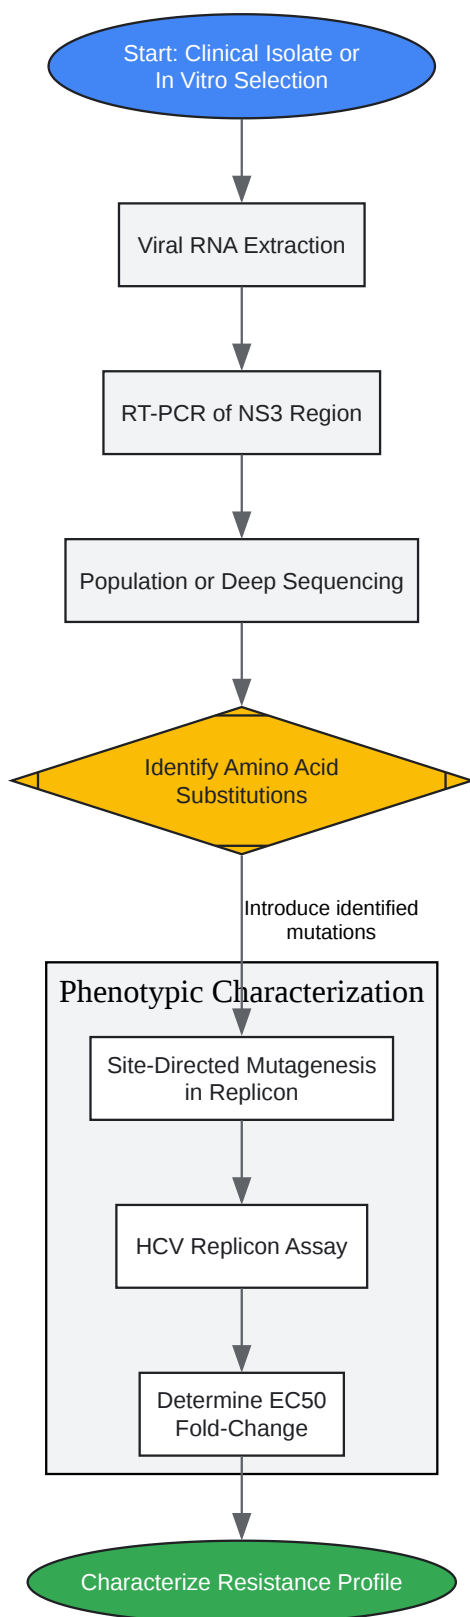 Start: Clinical Isolate or
In Vitro Selection
Viral RNA Extraction
RT-PCR of NS3 Region
Population or Deep Sequencing
Identify Amino Acid
Substitutions
Introduce identified
mutations
Phenotypic Characterization
Site-Directed Mutagenesis
in Replicon
HCV Replicon Assay
Determine EC50
Fold-Change
Characterize Resistance Profile